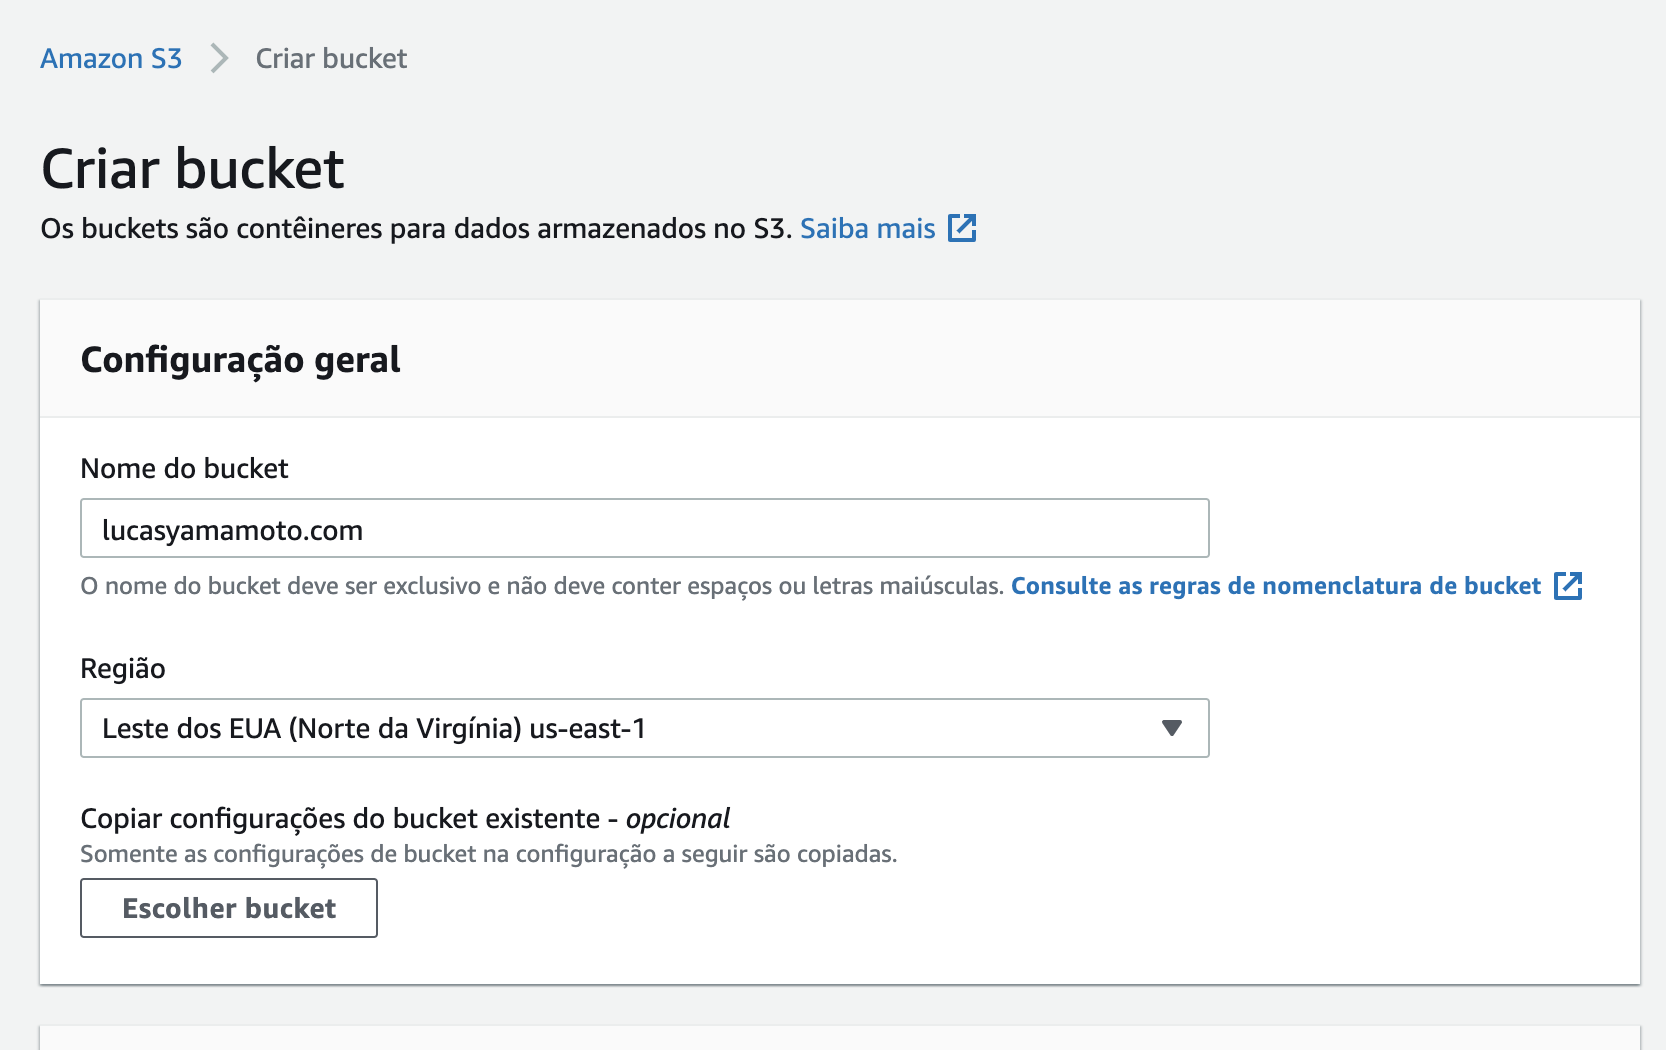 Amazon S3 > Criar bucket
Criar bucket
Os buckets são contêineres para dados armazenados no S3. Saiba mais
Configuração geral
Nome do bucket
lucasyamamoto.com
O nome do bucket deve ser exclusivo e não deve conter espaços ou letras maiúsculas. Consulte as regras de nomenclatura de bucket
Região
Leste dos EUA (Norte da Virgínia) us-east-1
Copiar configurações do bucket existente - opcional
Somente as configurações de bucket na configuração a seguir são copiadas.
Escolher bucket